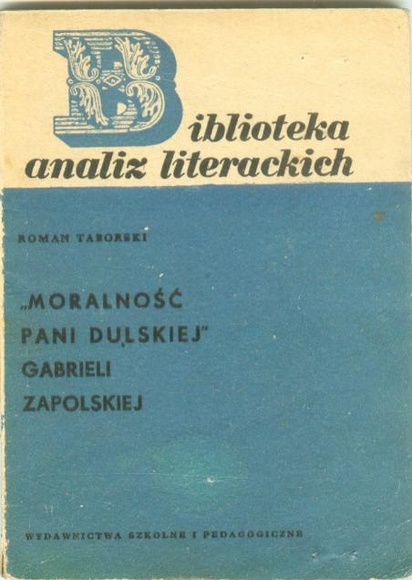 Biblioteka
analiz literackich
ROMAN TABORSKI
„MORALNOŚĆ
PANI DULSKIEJ"
GABRIELI
ZAPOLSKIEJ
WYDAWNICTWA SZKOLNE I PEDAGOGICZNE